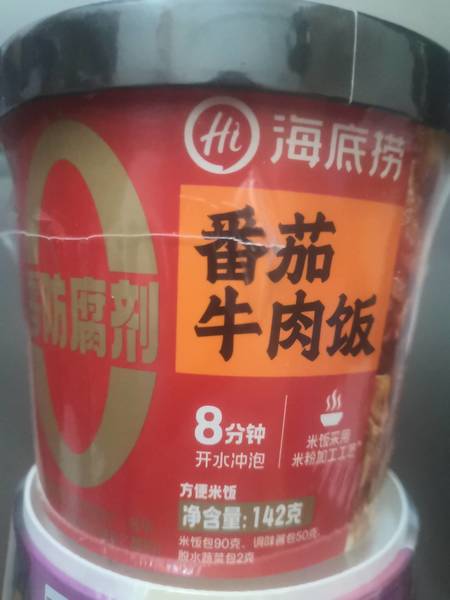 Hi 海底捞
番茄
牛肉饭
0
防腐剂
8分钟
开水冲泡
米饭采用
米粉加工工艺
方便米饭
净含量:142克
米饭包90克、调味酱包50克、
脱水蔬菜包2克